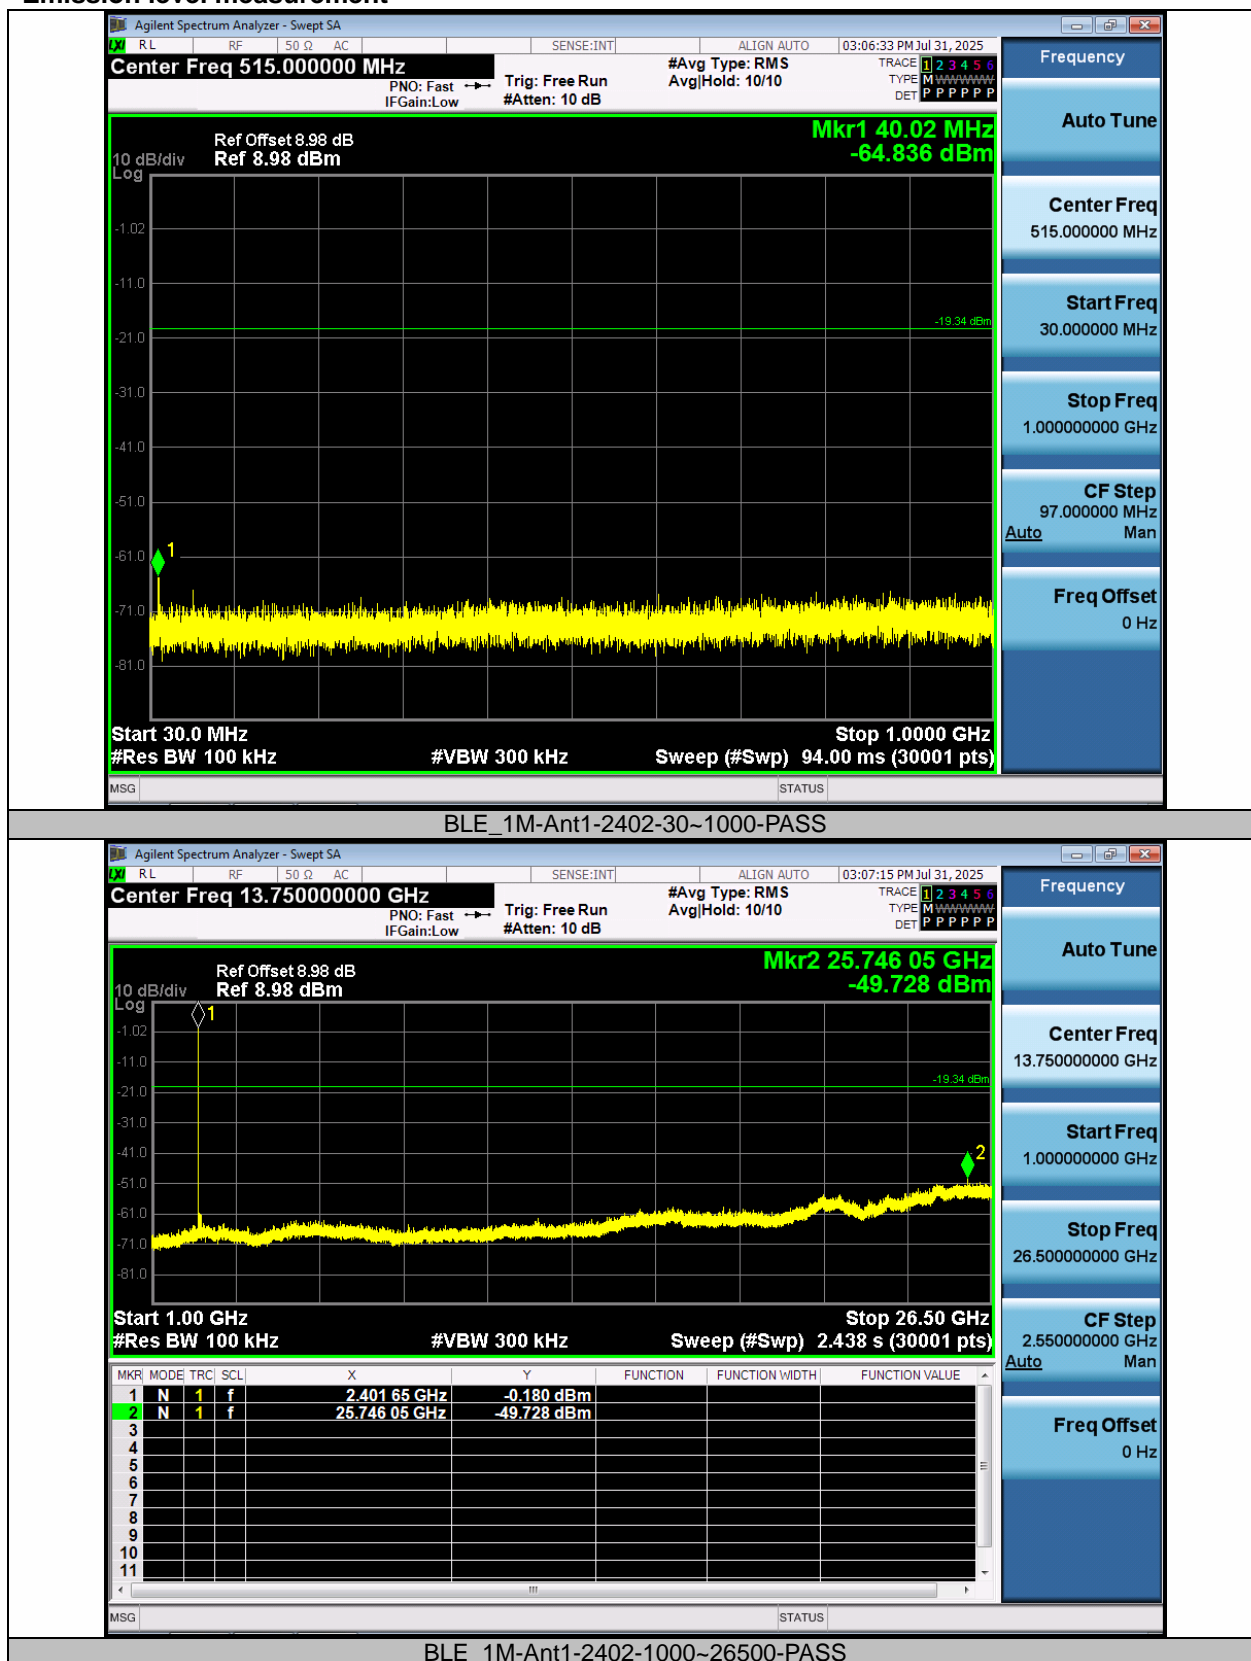 Emission level measurement
Agilent Spectrum Analyzer - Swept SA
LXI RL RF 50 Ω AC SENSE:INT ALIGN AUTO 03:06:33 PM Jul 31, 2025
Center Freq 515.000000 MHz
PNO: Fast
IFGain:Low
Trig: Free Run
#Atten: 10 dB
#Avg Type: RMS
Avg|Hold: 10/10
TRACE 1 2 3 4 5 6
TYPE M WWWWW
DET P P P P P P
Mkr1 40.02 MHz
-64.836 dBm
Ref Offset 8.98 dB
10 dB/div Ref 8.98 dBm
Log
-1.02
-11.0
-19.34 dBm
-21.0
-31.0
-41.0
-51.0
-61.0
1
-71.0
-81.0
Start 30.0 MHz Stop 1.0000 GHz
#Res BW 100 kHz #VBW 300 kHz Sweep (#Swp) 94.00 ms (30001 pts)
MSG STATUS
Frequency
Auto Tune
Center Freq
515.000000 MHz
Start Freq
30.000000 MHz
Stop Freq
1.000000000 GHz
CF Step
97.000000 MHz
Auto Man
Freq Offset
0 Hz
BLE_1M-Ant1-2402-30~1000-PASS
Agilent Spectrum Analyzer - Swept SA
LXI RL RF 50 Ω AC SENSE:INT ALIGN AUTO 03:07:15 PM Jul 31, 2025
Center Freq 13.750000000 GHz
PNO: Fast
IFGain:Low
Trig: Free Run
#Atten: 10 dB
#Avg Type: RMS
Avg|Hold: 10/10
TRACE 1 2 3 4 5 6
TYPE M WWWWW
DET P P P P P P
Mkr2 25.746 05 GHz
-49.728 dBm
Ref Offset 8.98 dB
10 dB/div Ref 8.98 dBm
Log
1
-1.02
-11.0
-19.34 dBm
-21.0
-31.0
-41.0
2
-51.0
-61.0
-71.0
-81.0
Start 1.00 GHz Stop 26.50 GHz
#Res BW 100 kHz #VBW 300 kHz Sweep (#Swp) 2.438 s (30001 pts)
MKR MODE TRC SCL X Y FUNCTION FUNCTION WIDTH FUNCTION VALUE
1 N 1 f 2.401 65 GHz -0.180 dBm
2 N 1 f 25.746 05 GHz -49.728 dBm
3
4
5
6
7
8
9
10
11
MSG STATUS
Frequency
Auto Tune
Center Freq
13.750000000 GHz
Start Freq
1.000000000 GHz
Stop Freq
26.500000000 GHz
CF Step
2.550000000 GHz
Auto Man
Freq Offset
0 Hz
BLE_1M-Ant1-2402-1000~26500-PASS